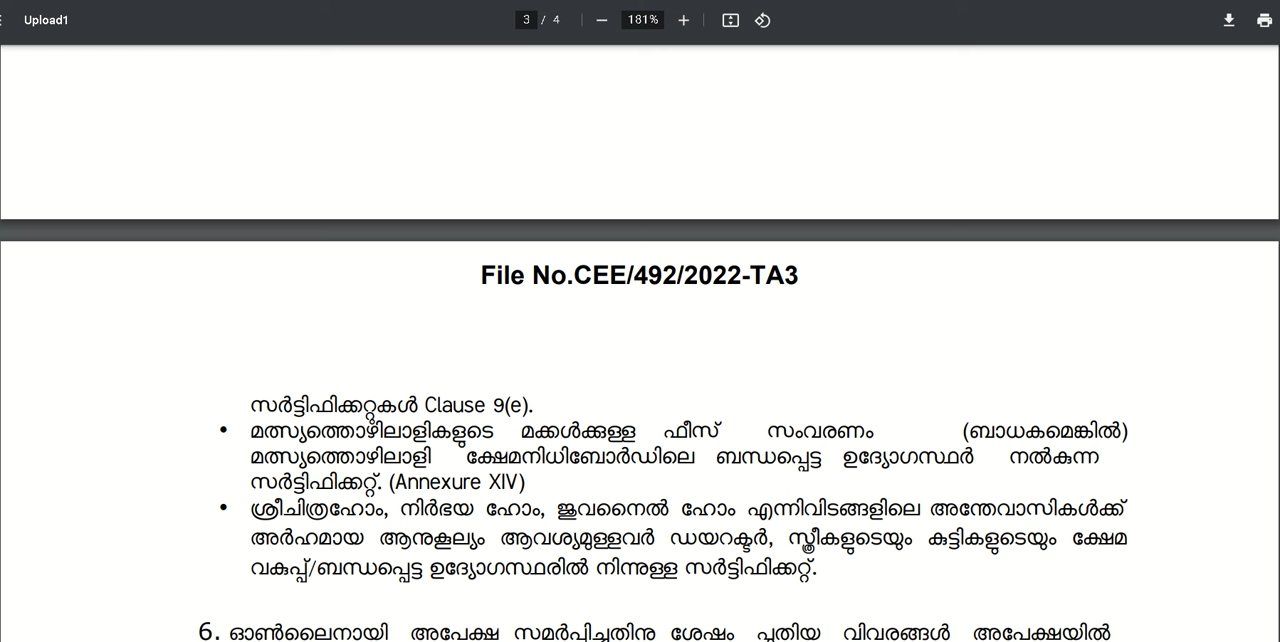 Upload1
3 / 4
181%
File No.CEE/492/2022-TA3
സർട്ടിഫിക്കറ്റുകൾ Clause 9(e).
• മത്സ്യത്തൊഴിലാളികളുടെ മക്കൾക്കുള്ള ഫീസ് സംവരണം (ബാധകമെങ്കിൽ)
മത്സ്യത്തൊഴിലാളി ക്ഷേമനിധിബോർഡിലെ ബന്ധപ്പെട്ട ഉദ്യോഗസ്ഥർ നൽകുന്ന
സർട്ടിഫിക്കറ്റ്. (Annexure XIV)
• ശ്രീചിത്രഹോം, നിർഭയ ഹോം, ജുവനൈൽ ഹോം എന്നിവിടങ്ങളിലെ അന്തേവാസികൾക്ക്
അർഹമായ ആനുകൂല്യം ആവശ്യമുള്ളവർ ഡയറക്ടർ, സ്ത്രീകളുടെയും കുട്ടികളുടെയും ക്ഷേമ
വകുപ്പ്/ബന്ധപ്പെട്ട ഉദ്യോഗസ്ഥരിൽ നിന്നുള്ള സർട്ടിഫിക്കറ്റ്.
6. ഓൺലൈനായി അപേക്ഷ സമർപ്പിച്ചതിനു ശേഷം പുതിയ വിവരങ്ങൾ അപേക്ഷയിൽ